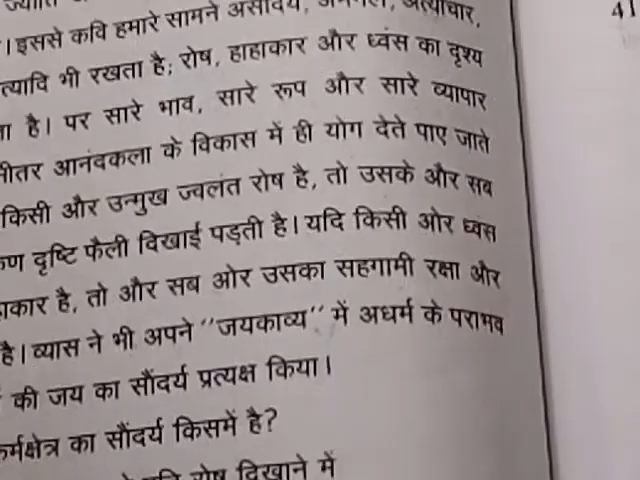 ज्योति
। इससे कवि हमारे सामने असौंदर्य, अमंगल, अत्याचार,
त्यादि भी रखता है; रोष, हाहाकार और ध्वंस का दृश्य
ा है। पर सारे भाव, सारे रूप और सारे व्यापार
ीतर आनंदकला के विकास में ही योग देते पाए जाते
किसी और उन्मुख ज्वलंत रोष है, तो उसके और सब
ण दृष्टि फैली दिखाई पड़ती है। यदि किसी ओर ध्वंस
ाकार है, तो और सब ओर उसका सहगामी रक्षा और
है। व्यास ने भी अपने ‘‘जयकाव्य’’ में अधर्म के पराभव
की जय का सौंदर्य प्रत्यक्ष किया।
कर्मक्षेत्र का सौंदर्य किसमें है?
रोष दिखाने में
41